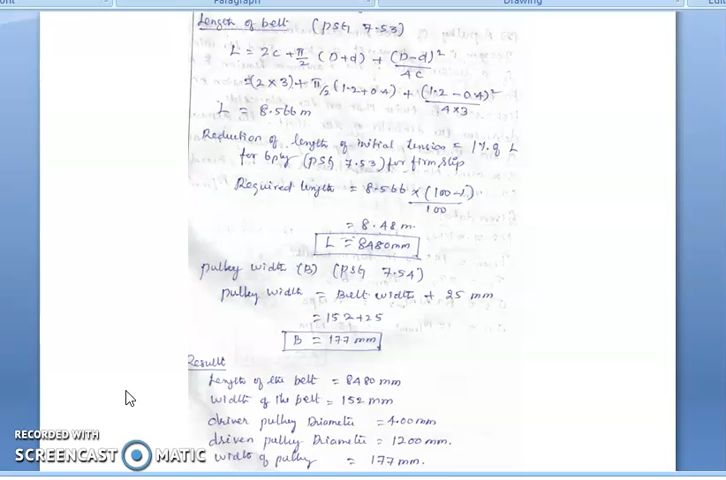 Paragraph
Drawing
Length of belt (PSG 7.53)
L = 2C + π/2 (D+d) + (D-d)²/4C
= (2×3) + π/2 (1.2+0.4) + (1.2-0.4)²/4×3
L = 8.566 m
Reduction of length of initial tension = 1% of L
for 6 ply (PSG 7.53) for firm slip
Required length = 8.566 × (100-1)/100
= 8.48 m.
L = 8480mm
pulley width (B) (PSG 7.54)
pulley width = Belt width + 25 mm
= 152+25
B = 177 mm
Result
Length of the belt = 8480 mm
width of the belt = 152 mm
driver pulley Diameter = 400mm
driven pulley Diameter = 1200 mm.
width of pulley = 177 mm.
RECORDED WITH
SCREENCAST MATIC